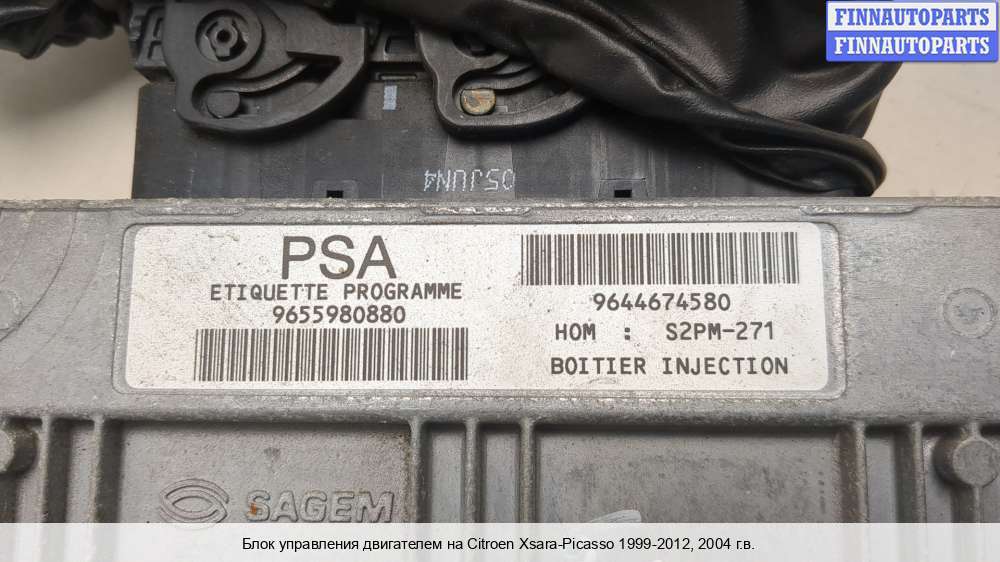 FINNAUTOPARTS
FINNAUTOPARTS
05JUN4
PSA
ETIQUETTE PROGRAMME
9655980880
9644674580
HOM : S2PM-271
BOITIER INJECTION
SAGEM
Блок управления двигателем на Citroen Xsara-Picasso 1999-2012, 2004 г.в.